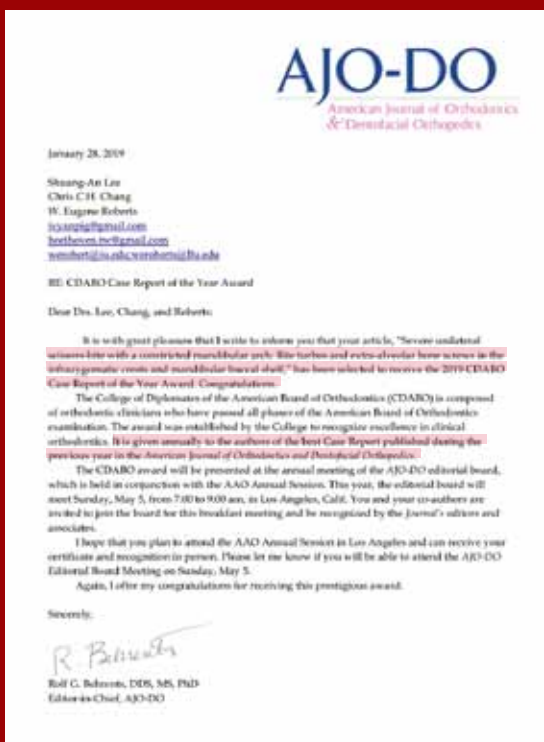 AJO-DO
American Journal of Orthodontics
& Dentofacial Orthopedics
January 28, 2019
Shuang-An Lee
Chris C.H. Chang
W. Eugene Roberts
ivyanpig@gmail.com
beethoven.tw@gmail.com
RE: CDABO Case Report of the Year Award
Dear Drs. Lee, Chang, and Roberts:
It is with great pleasure that I write to inform you that your article, "Severe unilateral
scissors-bite with a constricted mandibular arch: Bite turbos and extra-alveolar bone screws in the
infrazygomatic crests and mandibular buccal shelf," has been selected to receive the 2019 CDABO
Case Report of the Year Award. Congratulations.
The College of Diplomates of the American Board of Orthodontics (CDABO) is composed
of orthodontic clinicians who have passed all phases of the American Board of Orthodontics
examination. The award was established by the College to recognize excellence in clinical
orthodontics. It is given annually to the authors of the best Case Report published during the
previous year in the American Journal of Orthodontics and Dentofacial Orthopedics.
The CDABO award will be presented at the annual meeting of the AJO-DO editorial board,
which is held in conjunction with the AAO Annual Session. This year, the editorial board will
meet Sunday, May 5, from 7:00 to 9:00 am, in Los Angeles, Calif. You and your co-authors are
invited to join the board for this breakfast meeting and be recognized by the Journal's editors and
associates.
I hope that you plan to attend the AAO Annual Session in Los Angeles and can receive your
certificate and recognition in person. Please let me know if you will be able to attend the AJO-DO
Editorial Board Meeting on Sunday, May 5.
Again, I offer my congratulations for receiving this prestigious award.
Sincerely,
R. Behrents
Rolf G. Behrents, DDS, MS, PhD
Editor-in-Chief, AJO-DO